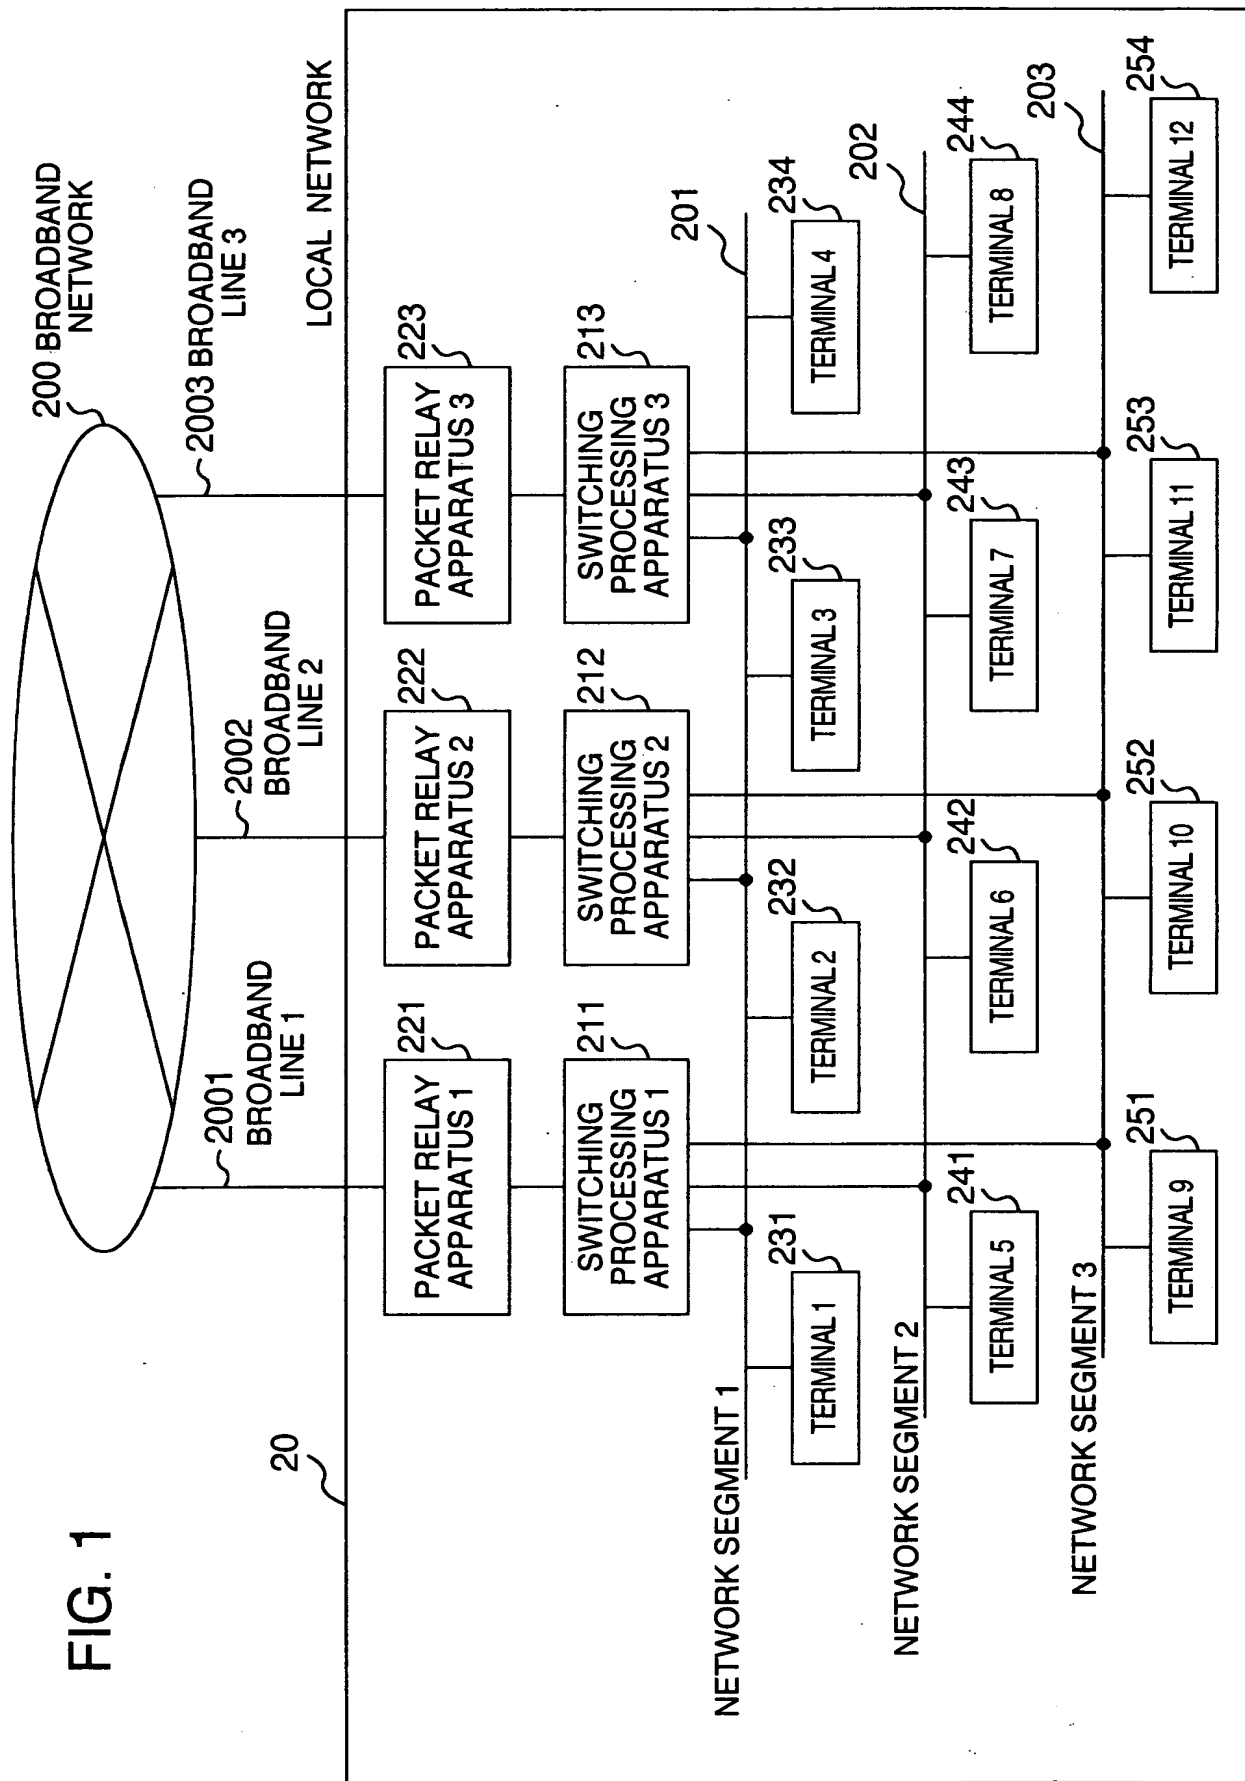 FIG. 1
200 BROADBAND
NETWORK
2001
BROADBAND
LINE 1
2002
BROADBAND
LINE 2
2003 BROADBAND
LINE 3
20
LOCAL NETWORK
221
PACKET RELAY
APPARATUS 1
222
PACKET RELAY
APPARATUS 2
223
PACKET RELAY
APPARATUS 3
211
SWITCHING
PROCESSING
APPARATUS 1
212
SWITCHING
PROCESSING
APPARATUS 2
213
SWITCHING
PROCESSING
APPARATUS 3
NETWORK SEGMENT 1
201
231
TERMINAL 1
232
TERMINAL 2
233
TERMINAL 3
234
TERMINAL 4
NETWORK SEGMENT 2
202
241
TERMINAL 5
242
TERMINAL 6
243
TERMINAL 7
244
TERMINAL 8
NETWORK SEGMENT 3
203
251
TERMINAL 9
252
TERMINAL 10
253
TERMINAL 11
254
TERMINAL 12